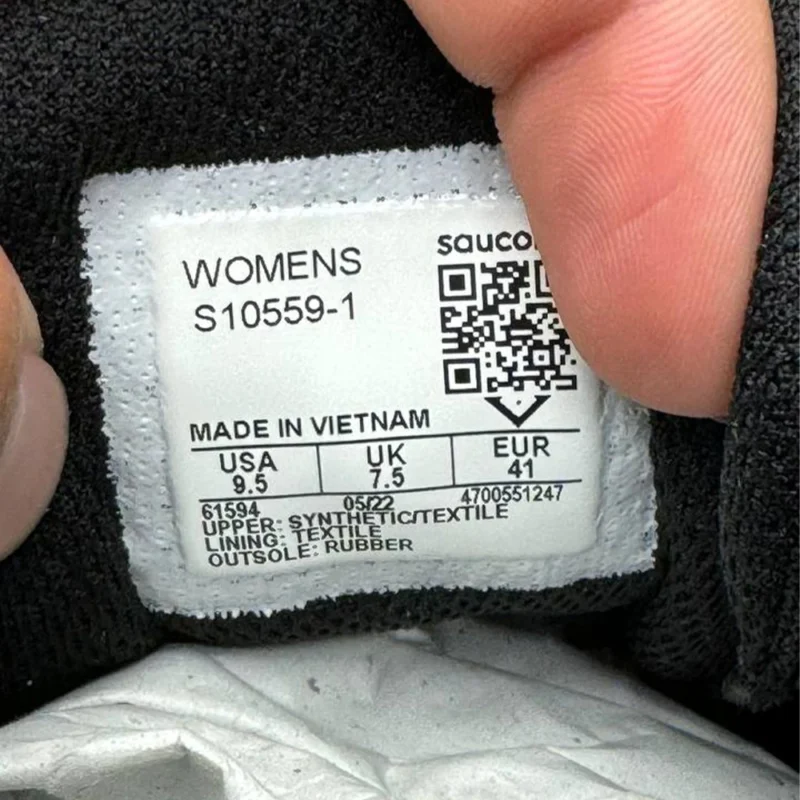 WOMENS
S10559-1
sauco
MADE IN VIETNAM
USA UK EUR
9.5 7.5 41
61594 05/22 4700551247
UPPER: SYNTHETIC/TEXTILE
LINING: TEXTILE
OUTSOLE: RUBBER